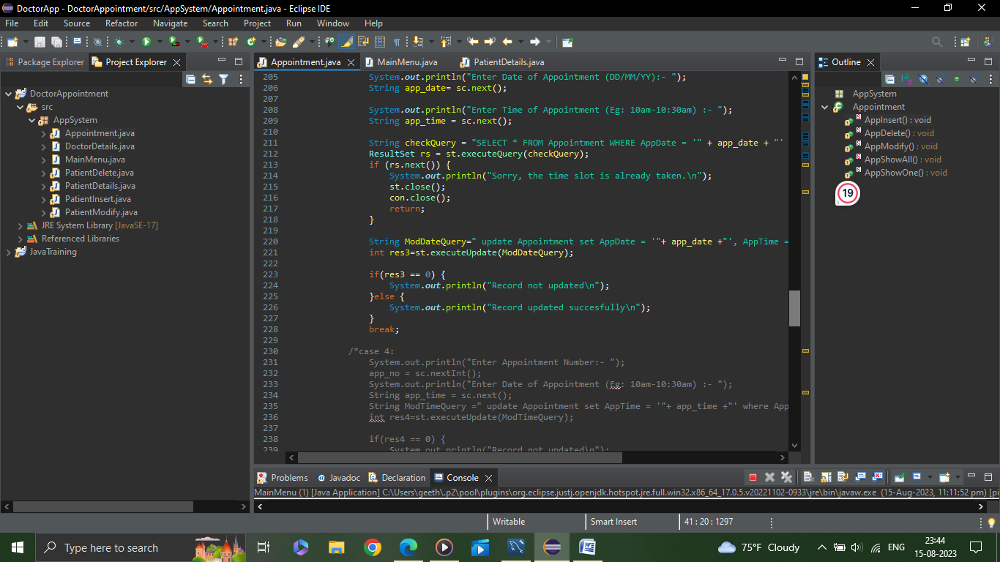 DoctorApp - DoctorAppointment/src/AppSystem/Appointment.java - Eclipse IDE
File Edit Source Refactor Navigate Search Project Run Window Help
Package Explorer Project Explorer
DoctorAppointment
src
AppSystem
Appointment.java
DoctorDetails.java
MainMenu.java
PatientDelete.java
PatientDetails.java
PatientInsert.java
PatientModify.java
JRE System Library [JavaSE-17]
Referenced Libraries
JavaTraining
Appointment.java MainMenu.java PatientDetails.java
205 System.out.println("Enter Date of Appointment (DD/MM/YY):- ");
206 String app_date= sc.next();
207
208 System.out.println("Enter Time of Appointment (Eg: 10am-10:30am) :- ");
209 String app_time = sc.next();
210
211 String checkQuery = "SELECT * FROM Appointment WHERE AppDate = '" + app_date + "'
212 ResultSet rs = st.executeQuery(checkQuery);
213 if (rs.next()) {
214 System.out.println("Sorry, the time slot is already taken.\n");
215 st.close();
216 con.close();
217 return;
218 }
219
220 String ModDateQuery=" update Appointment set AppDate = '"+ app_date +"', AppTime =
221 int res3=st.executeUpdate(ModDateQuery);
222
223 if(res3 == 0) {
224 System.out.println("Record not updated\n");
225 }else {
226 System.out.println("Record updated succesfully\n");
227 }
228 break;
229
230 /*case 4:
231 System.out.println("Enter Appointment Number:- ");
232 app_no = sc.nextInt();
233 System.out.println("Enter Date of Appointment (Eg: 10am-10:30am) :- ");
234 String app_time = sc.next();
235 String ModTimeQuery =" update Appointment set AppTime = '"+ app_time +"' where App
236 int res4=st.executeUpdate(ModTimeQuery);
237
238 if(res4 == 0) {
239 System.out.println("Record not updated\n");
Outline
AppSystem
Appointment
AppInsert() : void
AppDelete() : void
AppModify() : void
AppShowAll() : void
AppShowOne() : void
19
Problems Javadoc Declaration Console
MainMenu (1) [Java Application] C:\Users\geeth\.p2\pool\plugins\org.eclipse.justj.openjdk.hotspot.jre.full.win32.x86_64_17.0.5.v20221102-0933\jre\bin\javaw.exe (15-Aug-2023, 11:11:52 pm) [pi
Writable Smart Insert 41 : 20 : 1297
Type here to search
75°F Cloudy ENG
23:44
15-08-2023